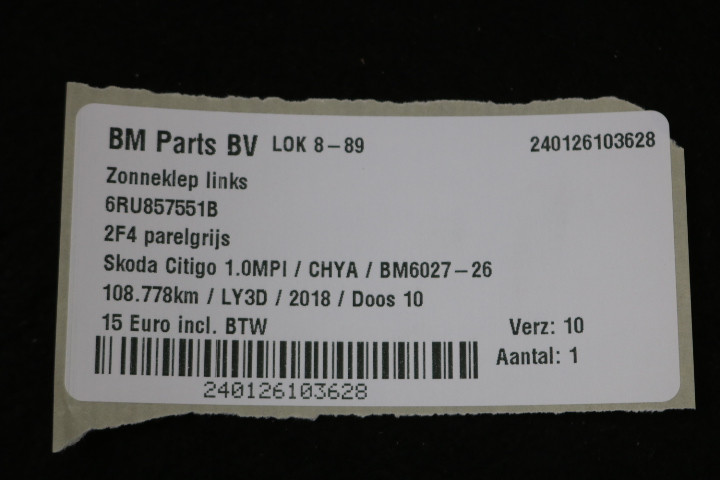 BM Parts BV LOK 8-89 240126103628
Zonneklep links
6RU857551B
2F4 parelgrijs
Skoda Citigo 1.0MPI / CHYA / BM6027-26
108.778km / LY3D / 2018 / Doos 10
15 Euro incl. BTW Verz: 10
Aantal: 1
240126103628